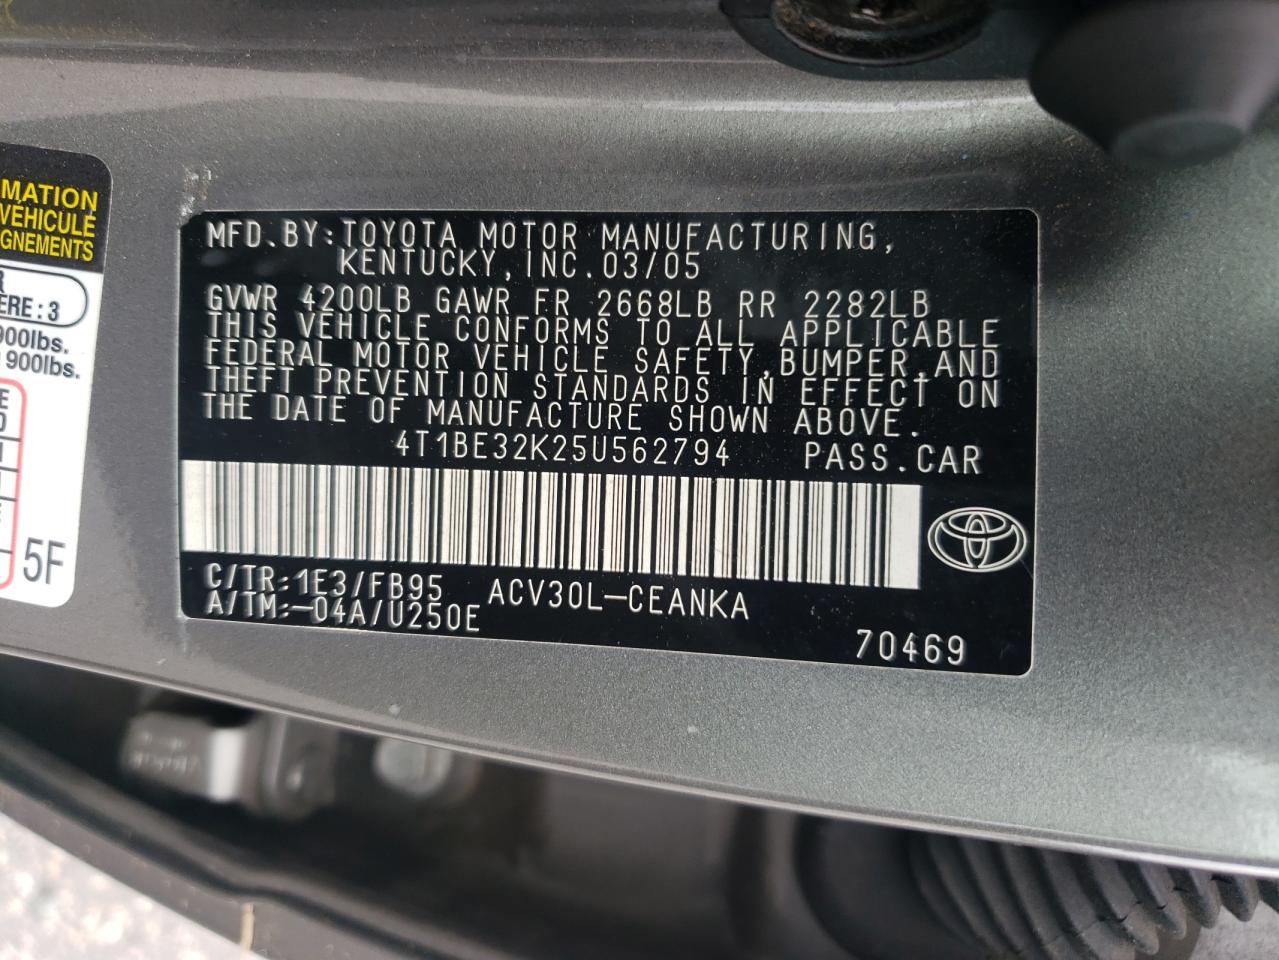 MATION
VÉHICULE
GNEMENTS
R
ERE : 3
900lbs.
900lbs.
E
5F
MFD.BY:TOYOTA MOTOR MANUFACTURING,
KENTUCKY, INC. 03/05
GVWR 4200LB GAWR FR 2668LB RR 2282LB
THIS VEHICLE CONFORMS TO ALL APPLICABLE
FEDERAL MOTOR VEHICLE SAFETY,BUMPER,AND
THEFT PREVENTION STANDARDS IN EFFECT ON
THE DATE OF MANUFACTURE SHOWN ABOVE.
4T1BE32K25U562794 PASS.CAR
C/TR:1E3/FB95 ACV30L-CEANKA
A/TM:-04A/U250E
70469